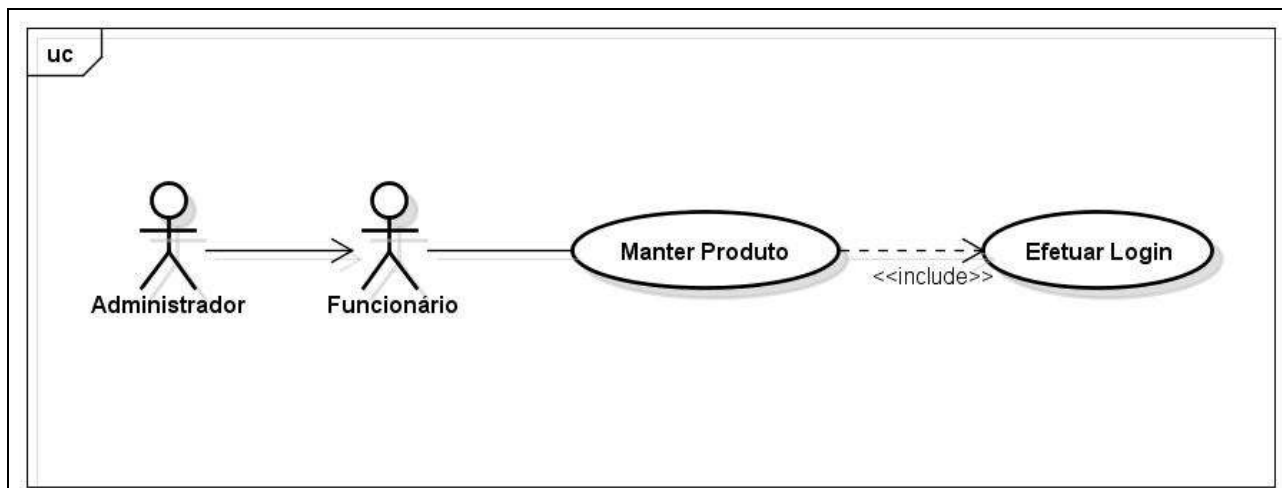 uc
Manter Produto
Efetuar Login
<<include>>
Administrador
Funcionário